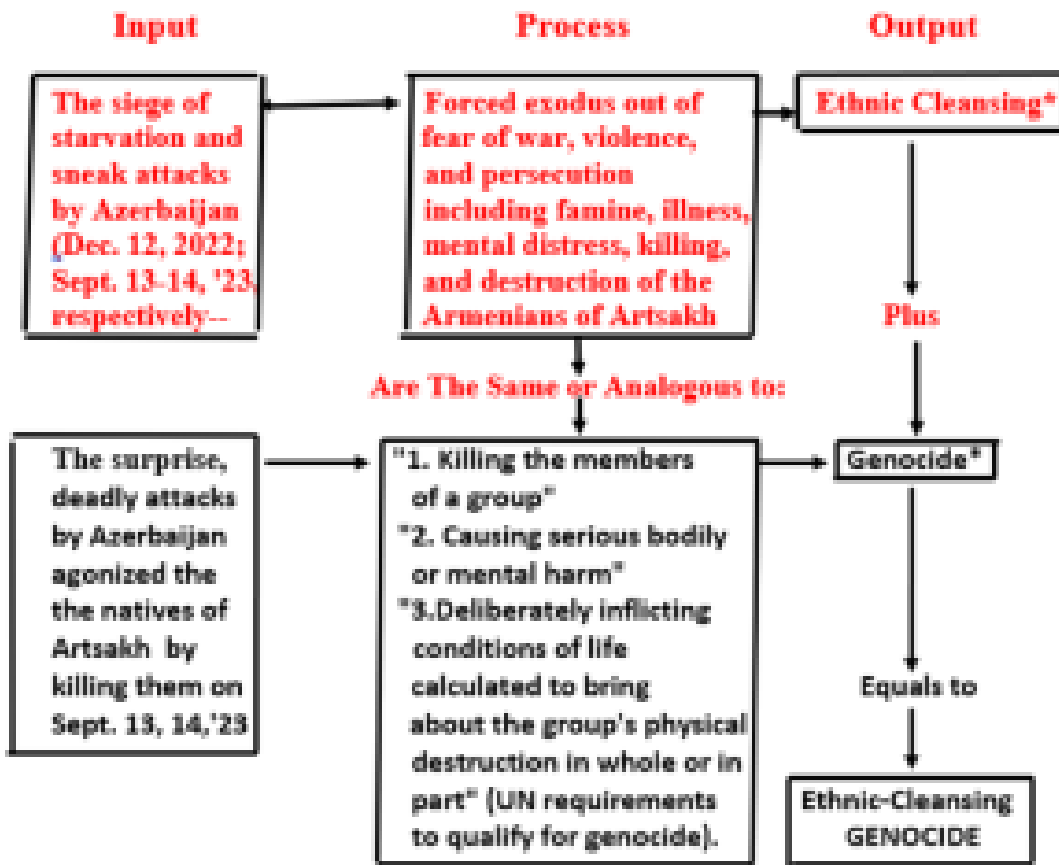 Input
Process
Output
The siege of
starvation and
sneak attacks
by Azerbaijan
(Dec. 12, 2022;
Sept. 13-14, '23,
respectively--
Forced exodus out of
fear of war, violence,
and persecution
including famine, illness,
mental distress, killing,
and destruction of the
Armenians of Artsakh
Ethnic Cleansing*
Plus
Are The Same or Analogous to:
The surprise,
deadly attacks
by Azerbaijan
agonized the
the natives of
Artsakh by
killing them on
Sept. 13, 14,'23
"1. Killing the members
of a group"
"2. Causing serious bodily
or mental harm"
"3.Deliberately inflicting
conditions of life
calculated to bring
about the group's physical
destruction in whole or in
part" (UN requirements
to qualify for genocide).
Genocide*
Equals to
Ethnic-Cleansing
GENOCIDE